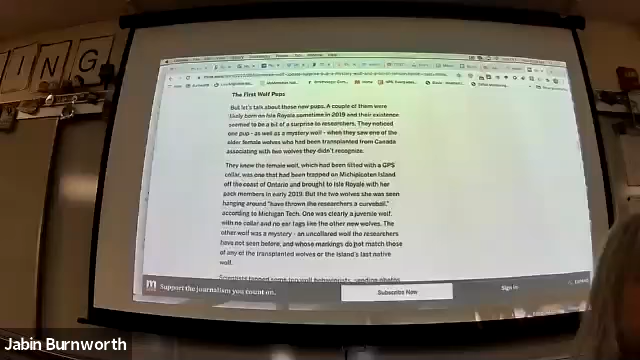 ING
The First Wolf Pups
But let's talk about those new pups. A couple of them were
likely born on Isle Royale sometime in 2019 and their existence
seemed to be a bit of a surprise to researchers. They noticed
one pup - as well as a mystery wolf - when they saw one of the
older female wolves who had been transplanted from Canada
associating with two wolves they didn't recognize.
They knew the female wolf, which had been fitted with a GPS
collar, was one that had been trapped on Michipicoten Island
off the coast of Ontario and brought to Isle Royale with her
pack members in early 2019. But the two wolves she was seen
hanging around "have thrown the researchers a curveball,"
according to Michigan Tech. One was clearly a juvenile wolf,
with no collar and no ear tags like the other new wolves. The
other wolf was a mystery - an uncollared wolf the researchers
have not seen before, and whose markings do not match those
of any of the transplanted wolves or the island's last native
wolf.
m Support the journalism you count on.
Subscribe Now
Sign in
Jabin Burnworth